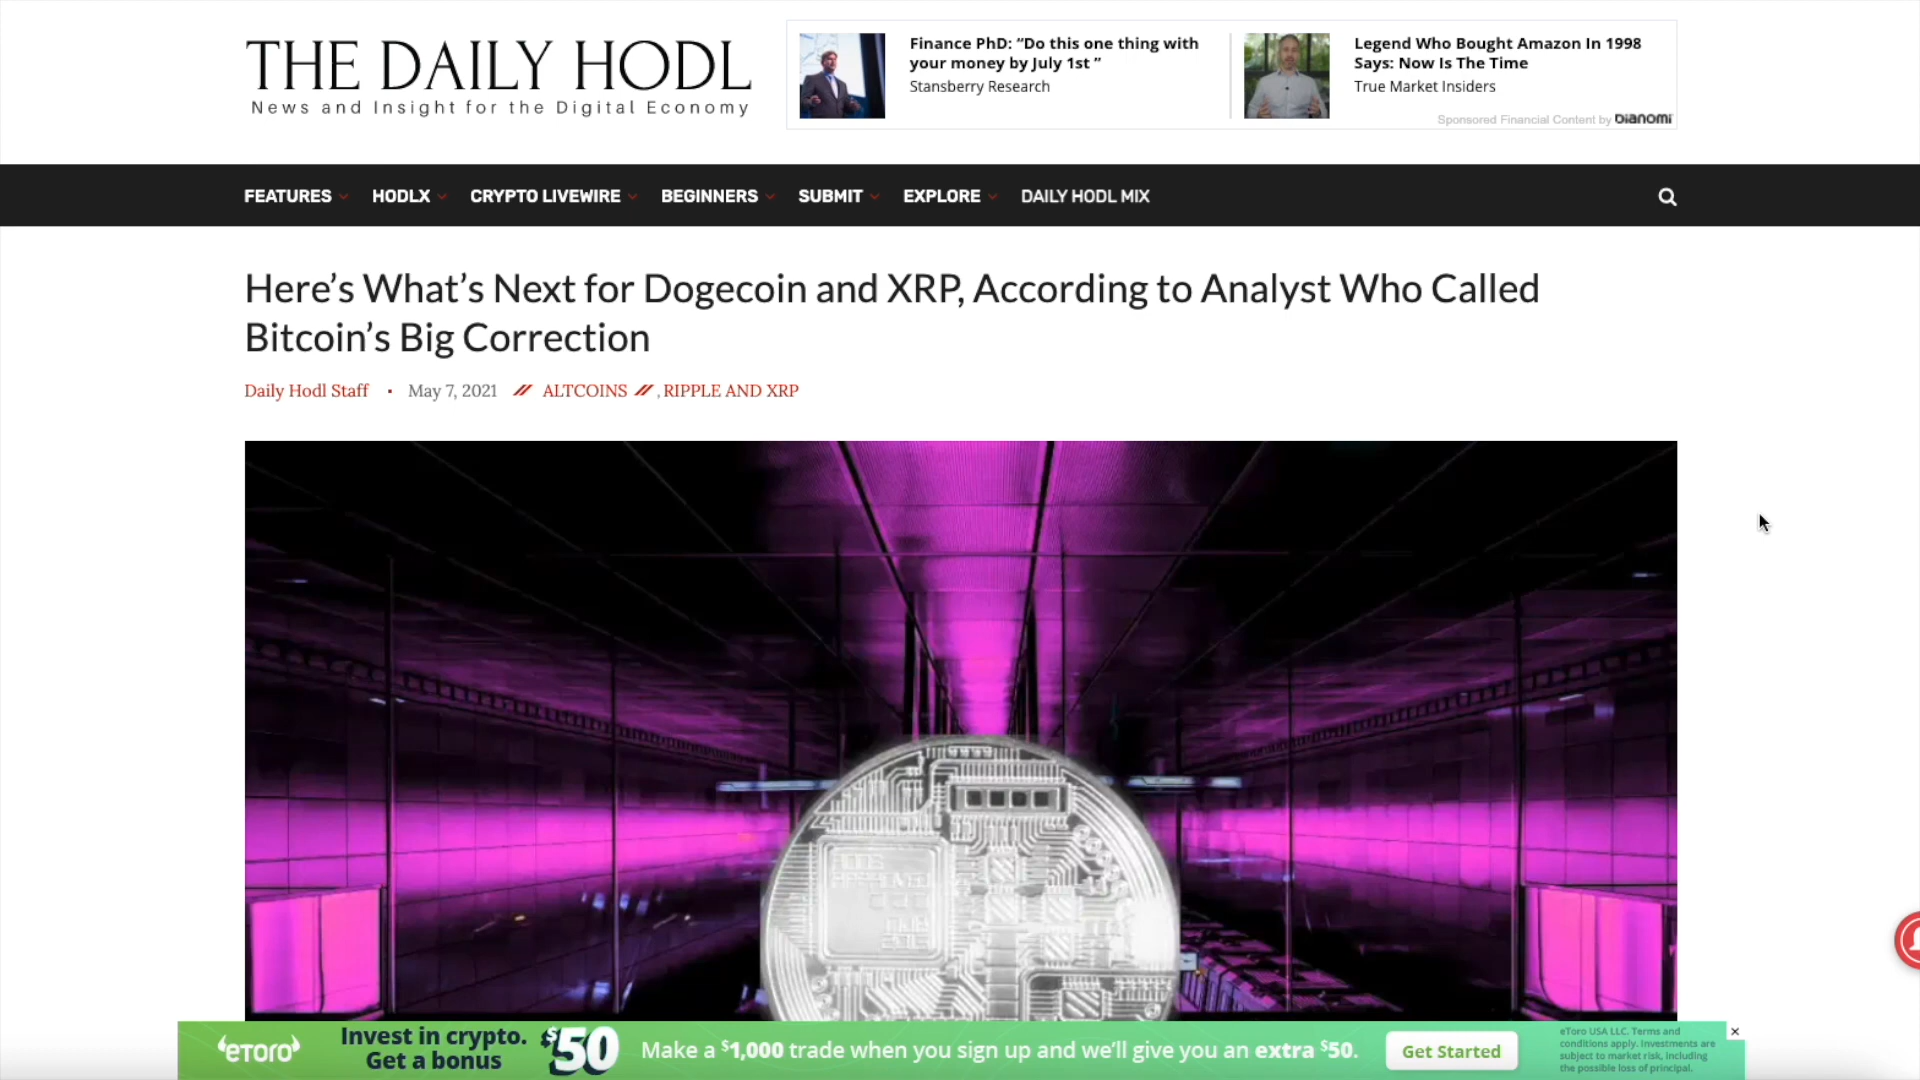 THE DAILY HODL
News and Insight for the Digital Economy
Finance PhD: “Do this one thing with
your money by July 1st ”
Stansberry Research
Legend Who Bought Amazon In 1998
Says: Now Is The Time
True Market Insiders
Sponsored Financial Content by DIANOMI
FEATURES HODLX CRYPTO LIVEWIRE BEGINNERS SUBMIT EXPLORE DAILY HODL MIX
Here’s What’s Next for Dogecoin and XRP, According to Analyst Who Called
Bitcoin’s Big Correction
Daily Hodl Staff • May 7, 2021 // ALTCOINS // , RIPPLE AND XRP
eTORO
Invest in crypto.
Get a bonus
$50
Make a $1,000 trade when you sign up and we’ll give you an extra $50.
Get Started
eToro USA LLC. Terms and
conditions apply. Investments are
subject to market risk, including
the possible loss of principal.